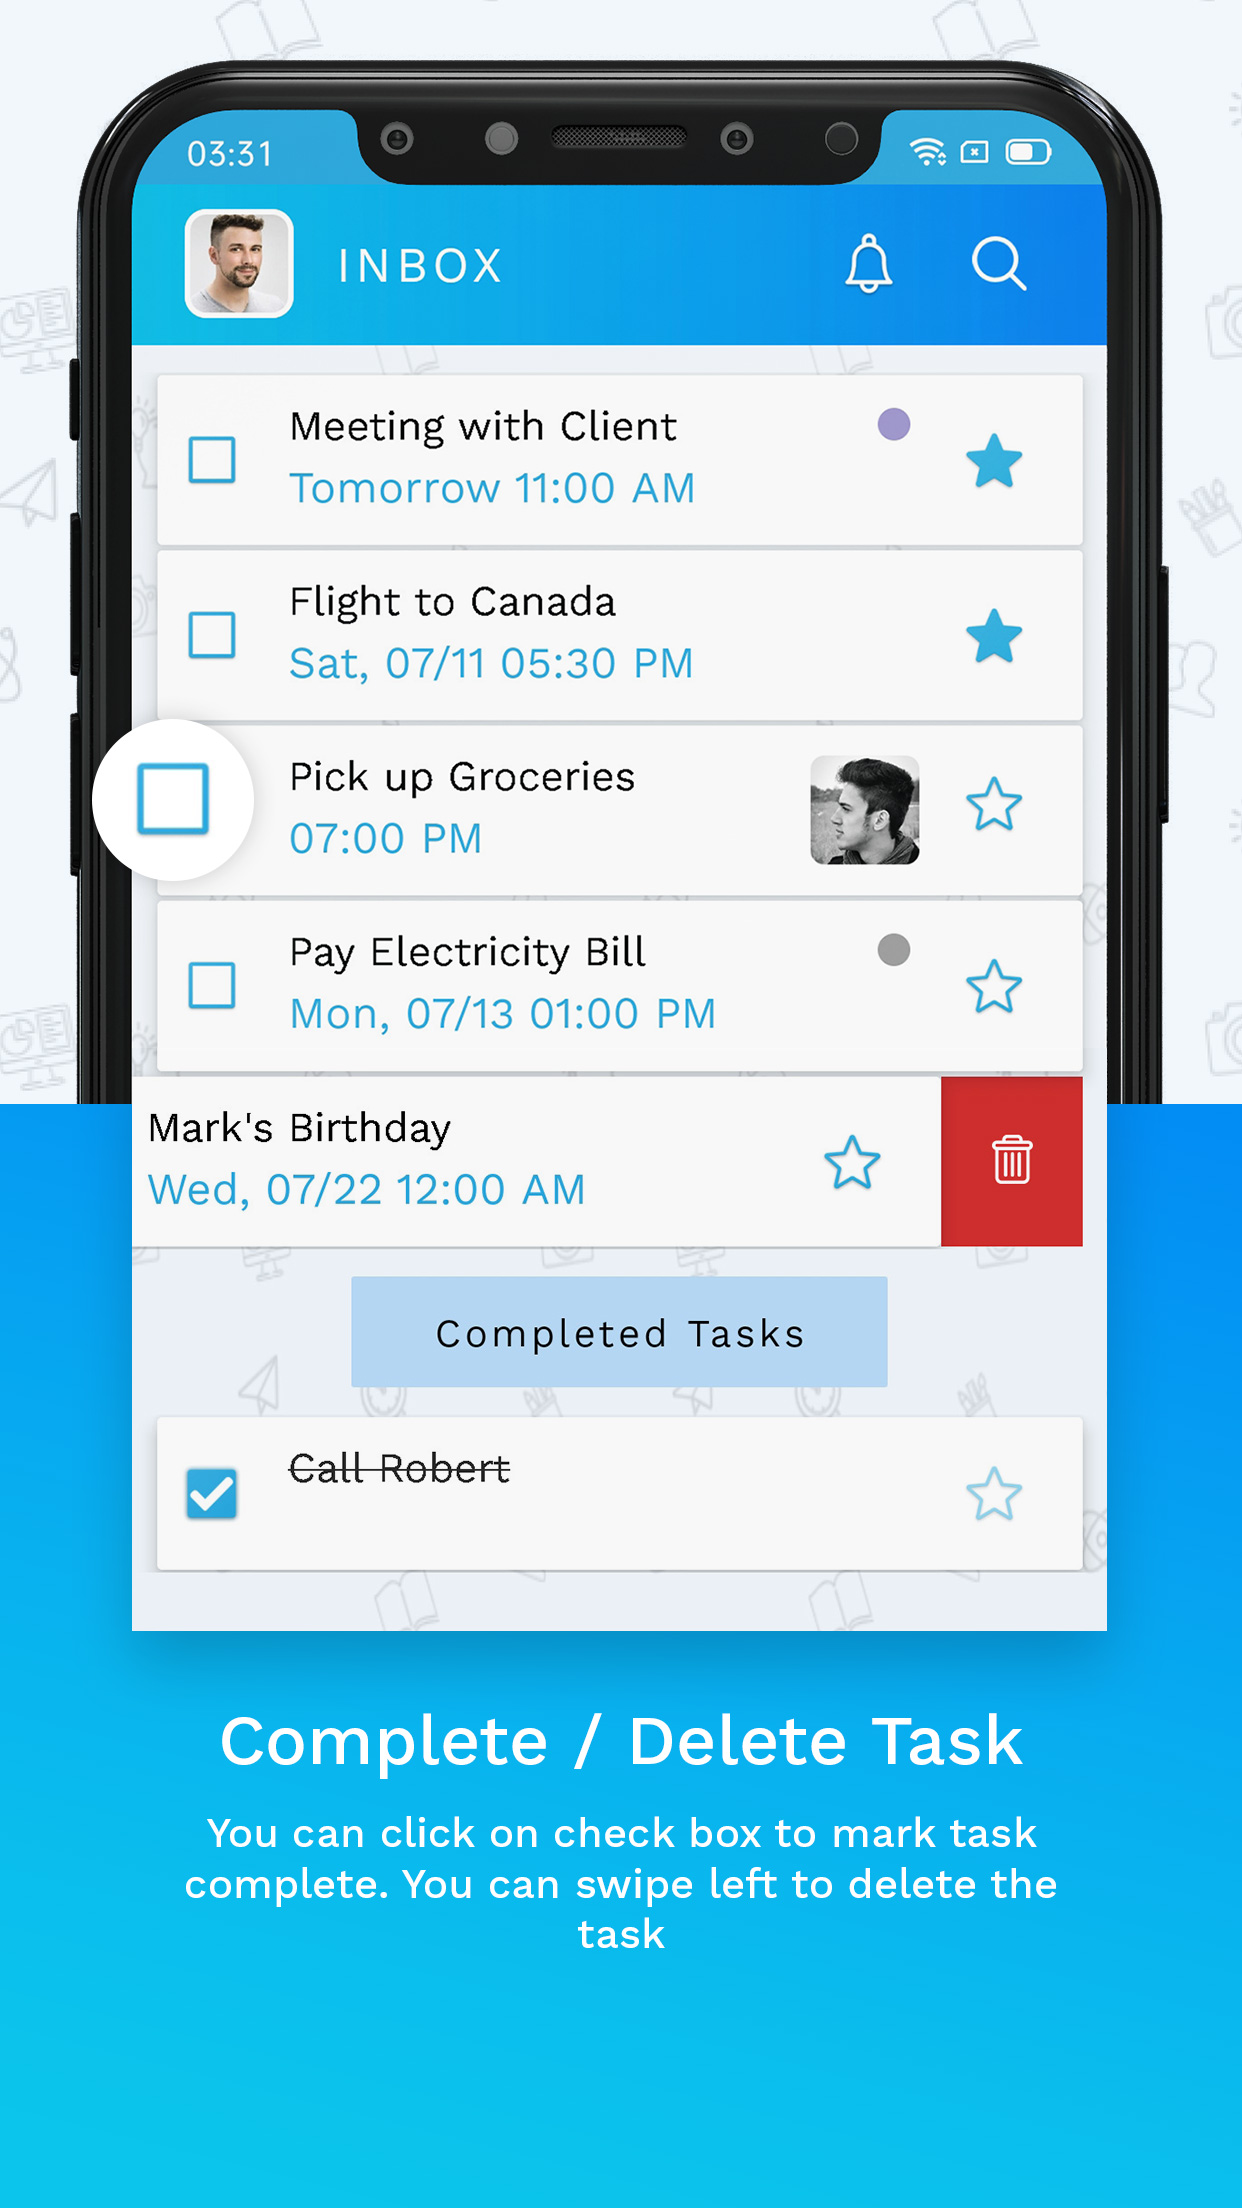 03:31
INBOX
Meeting with Client
Tomorrow 11:00 AM
Flight to Canada
Sat, 07/11 05:30 PM
Pick up Groceries
07:00 PM
Pay Electricity Bill
Mon, 07/13 01:00 PM
Mark's Birthday
Wed, 07/22 12:00 AM
Completed Tasks
Call Robert
Complete / Delete Task
You can click on check box to mark task
complete. You can swipe left to delete the
task